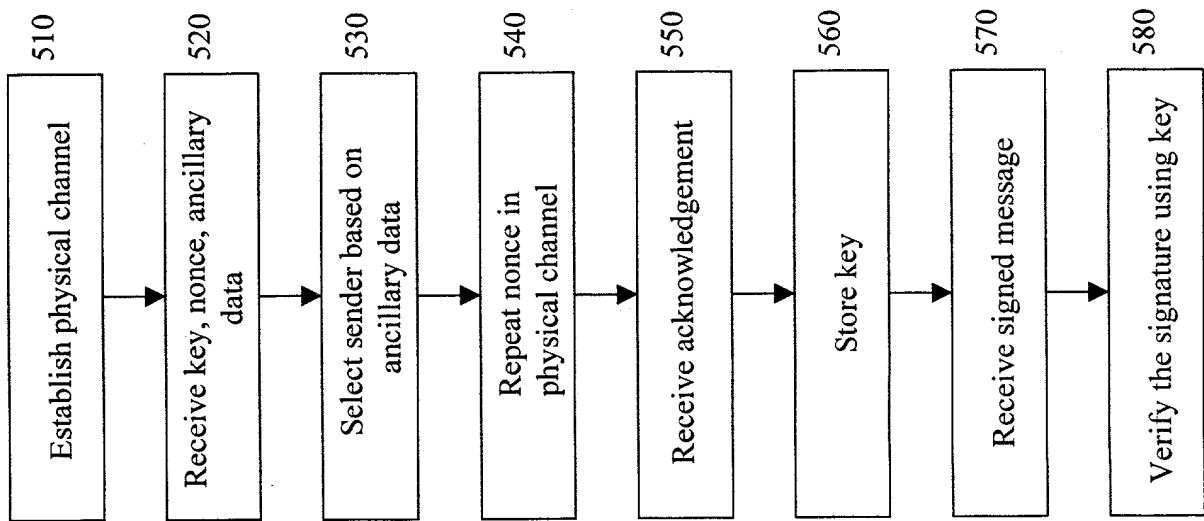 Establish physical channel
510
Receive key, nonce, ancillary
data
520
Select sender based on
ancillary data
530
Repeat nonce in
physical channel
540
Receive acknowledgement
550
Store key
560
Receive signed message
570
Verify the signature using key
580